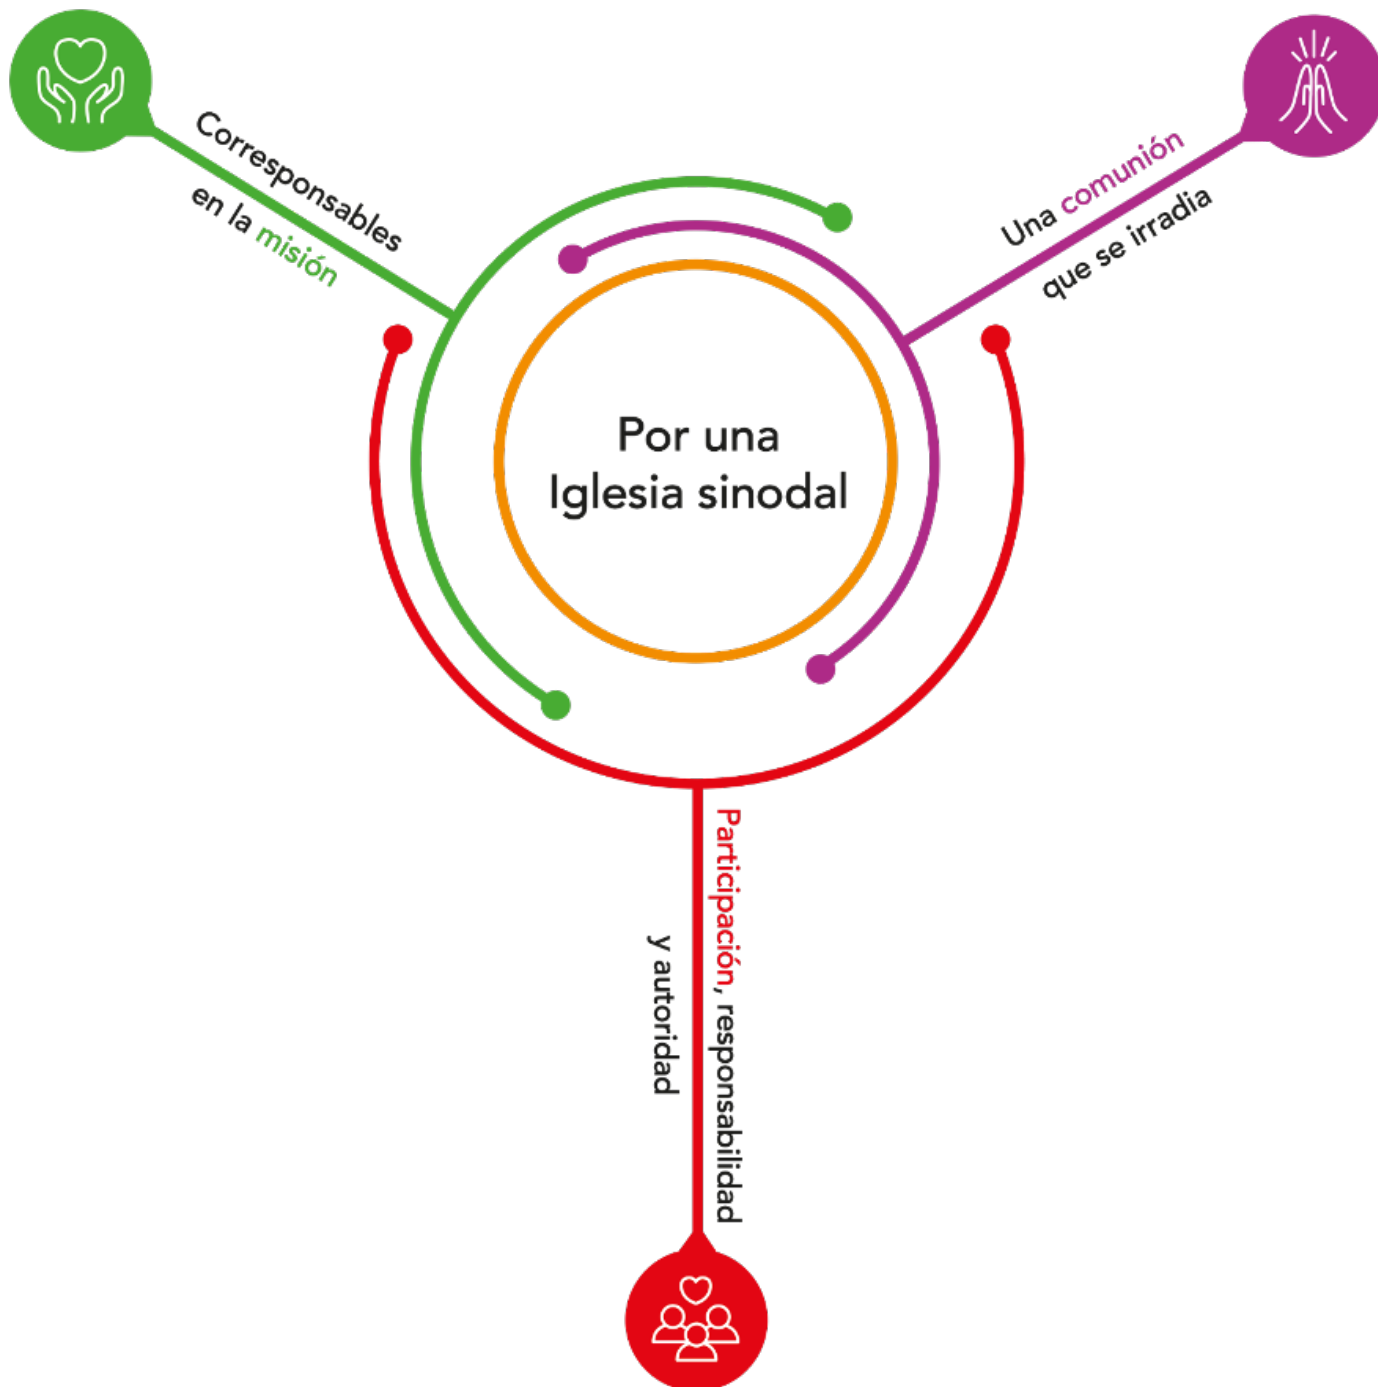 Corresponsables
en la misión
Una comunión
que se irradia
Por una
Iglesia sinodal
Participación, responsabilidad
y autoridad